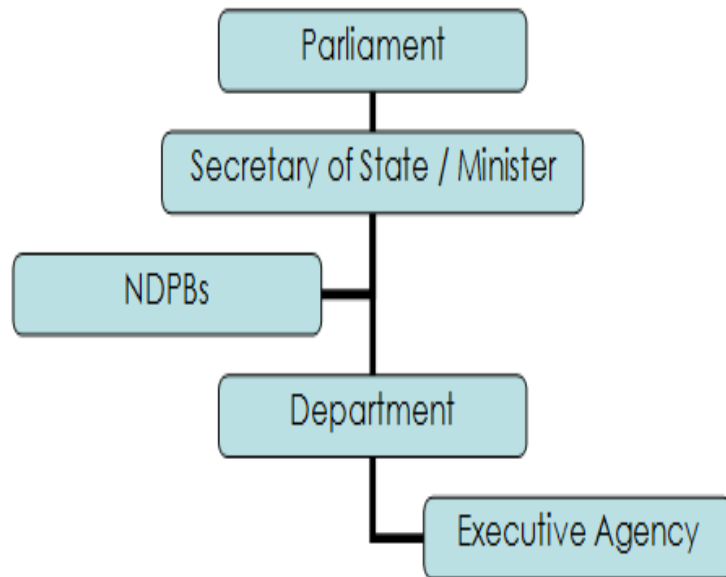 Parliament
Secretary of State / Minister
NDPBs
Department
Executive Agency